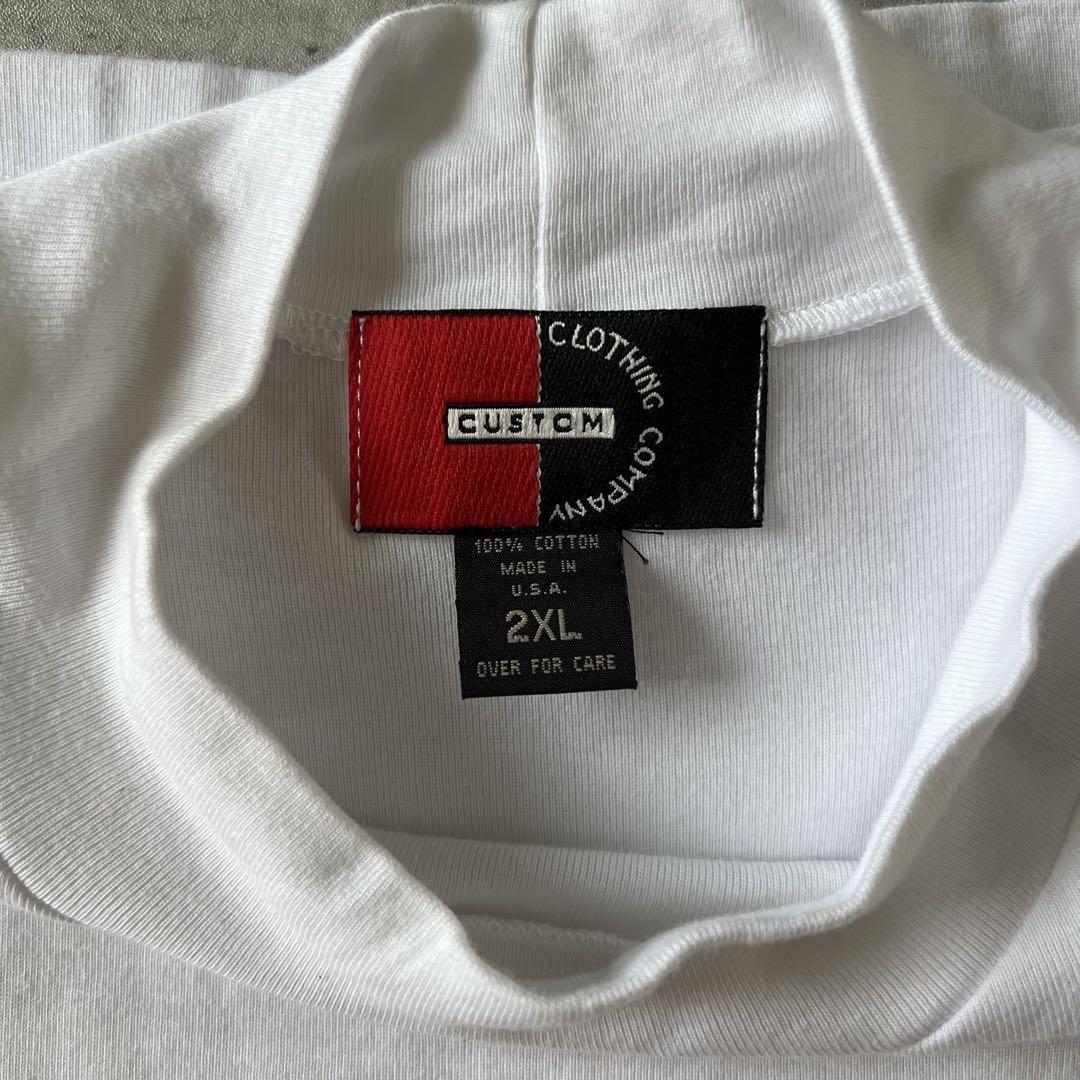 CUSTOM
CLOTHING COMPANY
100% COTTON
MADE IN
U.S.A.
2XL
OVER FOR CARE